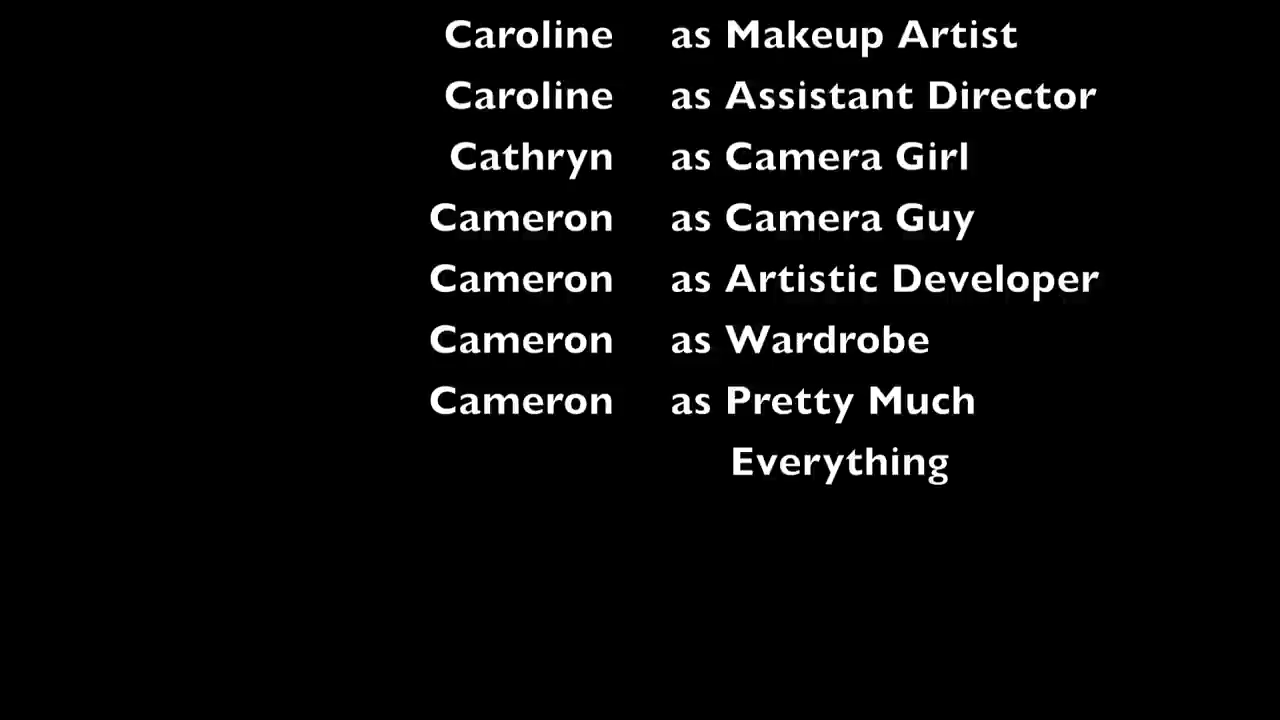 Caroline as Makeup Artist
Caroline as Assistant Director
Cathryn as Camera Girl
Cameron as Camera Guy
Cameron as Artistic Developer
Cameron as Wardrobe
Cameron as Pretty Much
Everything